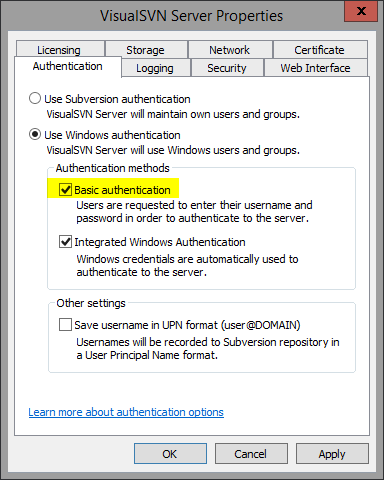 VisualSVN Server Properties
X
Licensing
Storage
Network
Certificate
Authentication
Logging
Security
Web Interface
Use Subversion authentication
VisualSVN Server will maintain own users and groups.
Use Windows authentication
VisualSVN Server will use Windows users and groups.
Authentication methods
Basic authentication
Users are requested to enter their username and
password in order to authenticate to the server.
Integrated Windows Authentication
Windows credentials are automatically used to
authenticate to the server.
Other settings
Save username in UPN format (user@DOMAIN)
Usernames will be recorded to Subversion repository in
a User Principal Name format.
Learn more about authentication options
OK
Cancel
Apply